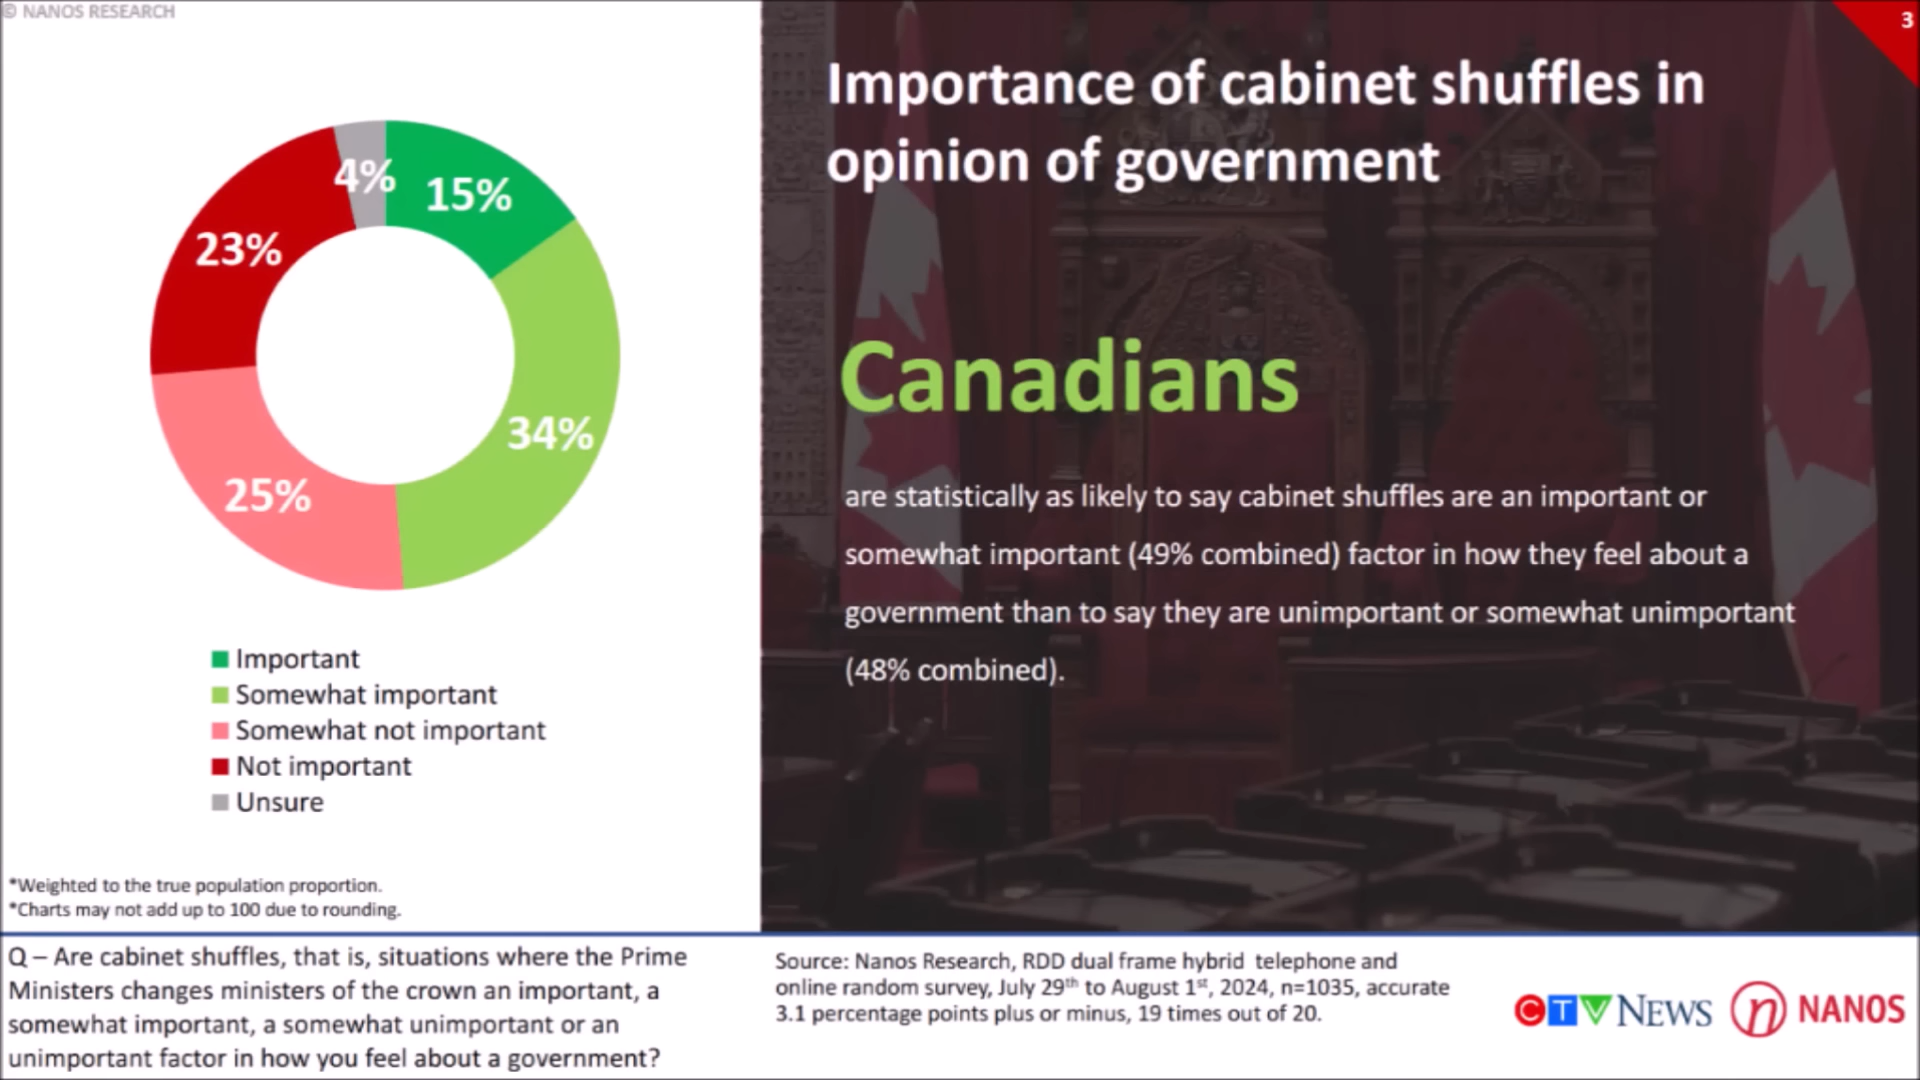 © NANOS RESEARCH
3
Importance of cabinet shuffles in
opinion of government
4%
15%
23%
34%
25%
Important
Somewhat important
Somewhat not important
Not important
Unsure
*Weighted to the true population proportion.
*Charts may not add up to 100 due to rounding.
Canadians
are statistically as likely to say cabinet shuffles are an important or
somewhat important (49% combined) factor in how they feel about a
government than to say they are unimportant or somewhat unimportant
(48% combined).
Q – Are cabinet shuffles, that is, situations where the Prime
Ministers changes ministers of the crown an important, a
somewhat important, a somewhat unimportant or an
unimportant factor in how you feel about a government?
Source: Nanos Research, RDD dual frame hybrid telephone and
online random survey, July 29th to August 1st, 2024, n=1035, accurate
3.1 percentage points plus or minus, 19 times out of 20.
CTV NEWS
n NANOS